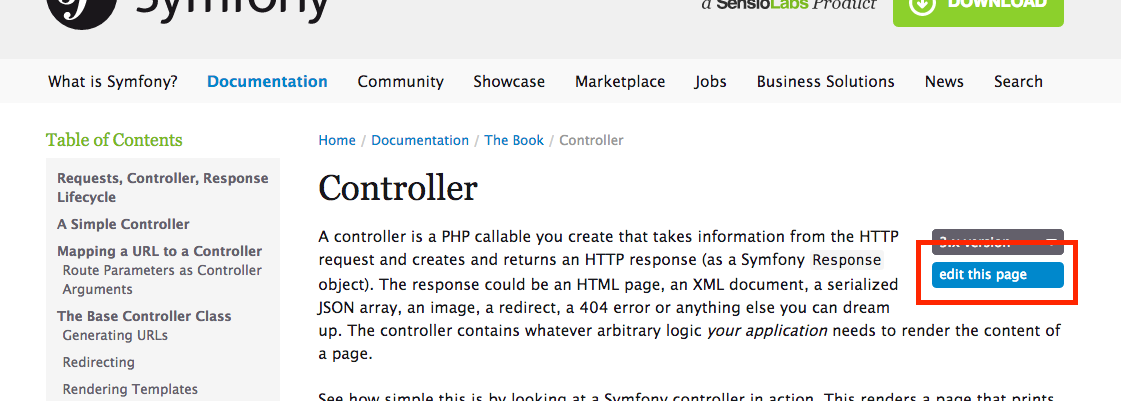 Symfony
a SensioLabs Product
DOWNLOAD
What is Symfony? Documentation Community Showcase Marketplace Jobs Business Solutions News Search
Table of Contents
Requests, Controller, Response
Lifecycle
A Simple Controller
Mapping a URL to a Controller
Route Parameters as Controller
Arguments
The Base Controller Class
Generating URLs
Redirecting
Rendering Templates
Home / Documentation / The Book / Controller
Controller
A controller is a PHP callable you create that takes information from the HTTP
request and creates and returns an HTTP response (as a Symfony Response
object). The response could be an HTML page, an XML document, a serialized
JSON array, an image, a redirect, a 404 error or anything else you can dream
up. The controller contains whatever arbitrary logic your application needs to render the content of
a page.
version
edit this page
See how simple this is by looking at a Symfony controller in action. This renders a page that prints